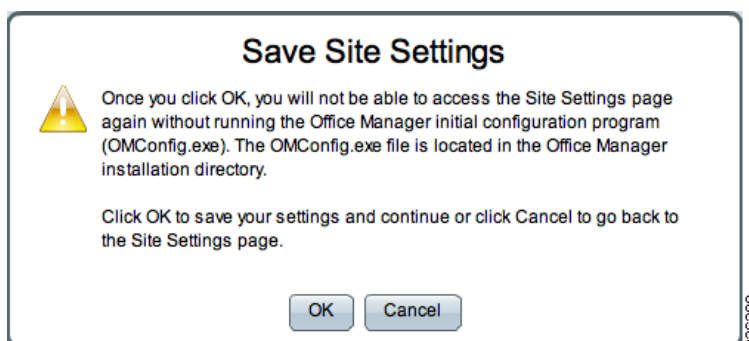 Save Site Settings
Once you click OK, you will not be able to access the Site Settings page
again without running the Office Manager initial configuration program
(OMConfig.exe). The OMConfig.exe file is located in the Office Manager
installation directory.
Click OK to save your settings and continue or click Cancel to go back to
the Site Settings page.
OK
Cancel